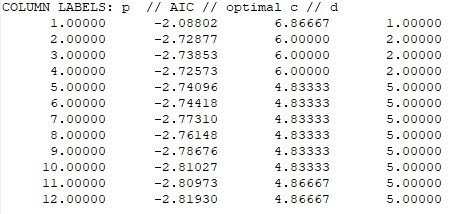 COLUMN LABELS: p // AIC // optimal c // d
1.00000 -2.08802 6.86667 1.00000
2.00000 -2.72877 6.00000 2.00000
3.00000 -2.73853 6.00000 2.00000
4.00000 -2.72573 6.00000 2.00000
5.00000 -2.74096 4.83333 5.00000
6.00000 -2.74418 4.83333 5.00000
7.00000 -2.77310 4.83333 5.00000
8.00000 -2.76148 4.83333 5.00000
9.00000 -2.78676 4.83333 5.00000
10.00000 -2.81027 4.83333 5.00000
11.00000 -2.80973 4.86667 5.00000
12.00000 -2.81930 4.86667 5.00000